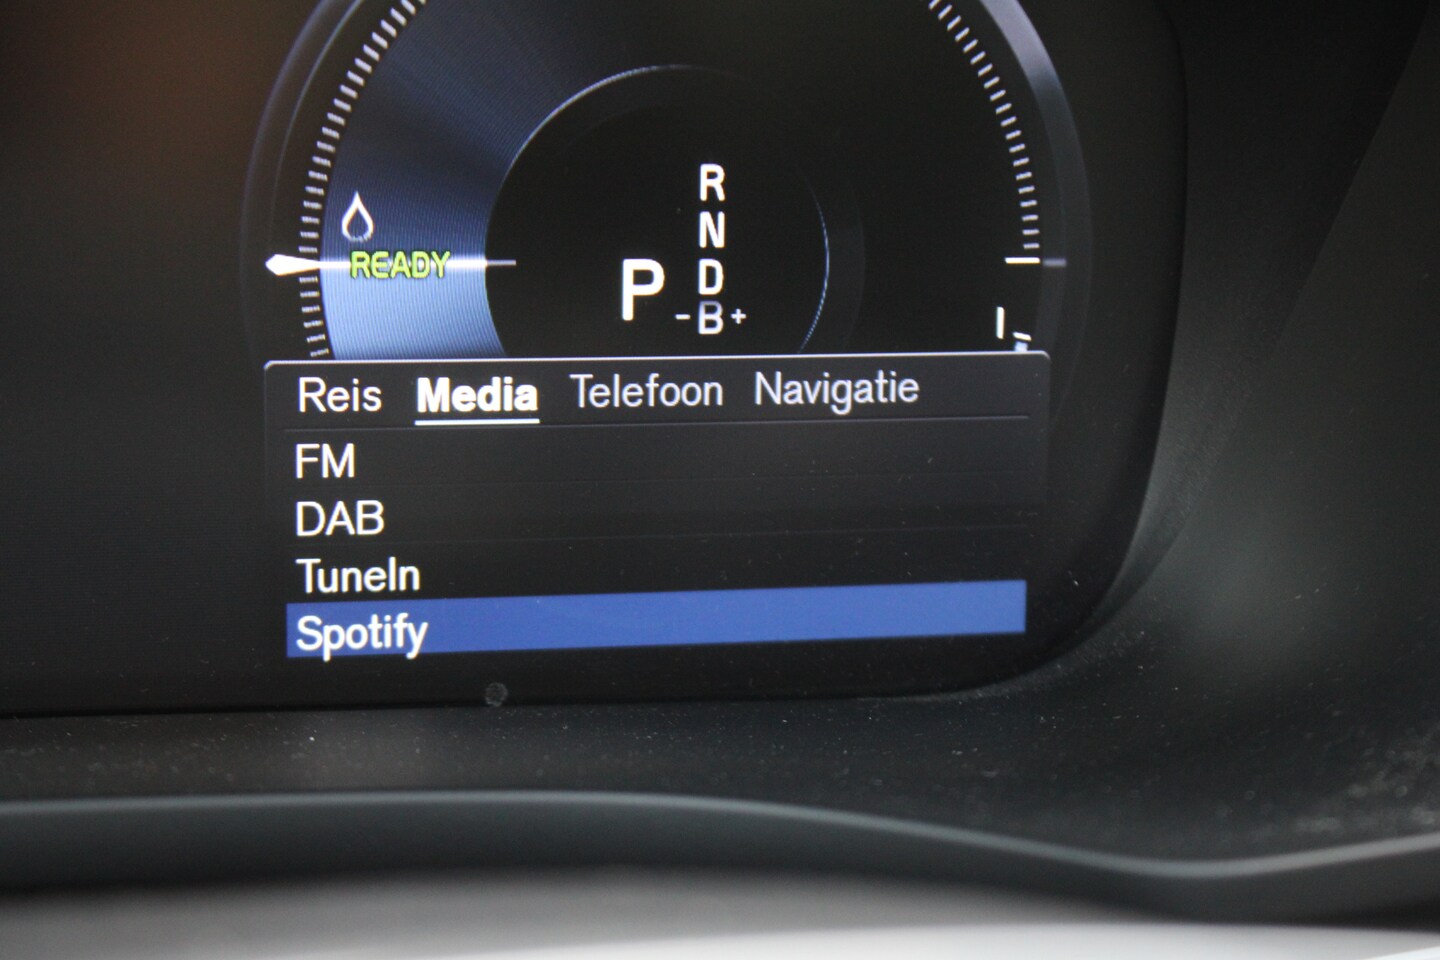 R
N
READY
P
D
-B+
Reis Media Telefoon Navigatie
FM
DAB
TuneIn
Spotify